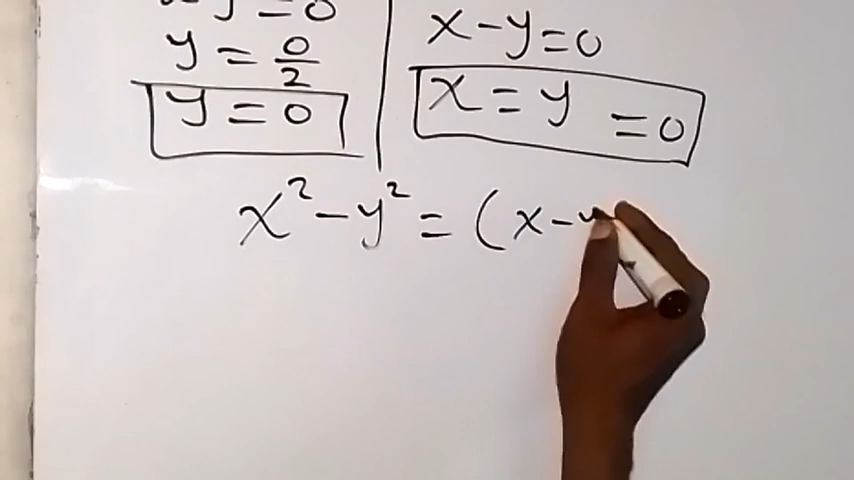 y = 0/2
y = 0
x - y = 0
x = y = 0
x² - y² = (x -